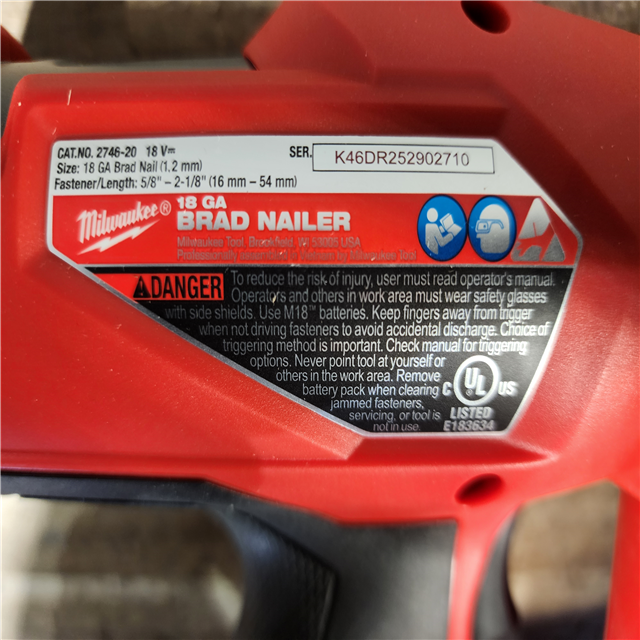 CAT.NO. 2746-20 18 V⎓ SER. K46DR252902710
Size: 18 GA Brad Nail (1.2 mm)
Fastener/Length: 5/8" – 2-1/8" (16 mm – 54 mm)
Milwaukee®
18 GA
BRAD NAILER
Milwaukee Tool, Brookfield, WI 53005 USA
Professionally
by Milwaukee Tool
DANGER To reduce the risk of injury, user must read operator's manual.
Operators and others in work area must wear safety glasses
with side shields. Use M18™ batteries. Keep fingers away from trigger
when not driving fasteners to avoid accidental discharge. Choice of
triggering method is important. Check manual for triggering
options. Never point tool at yourself or
others in the work area. Remove
battery pack when clearing
jammed fasteners,
servicing, or tool is
not in use.
C UL US
LISTED
E183634